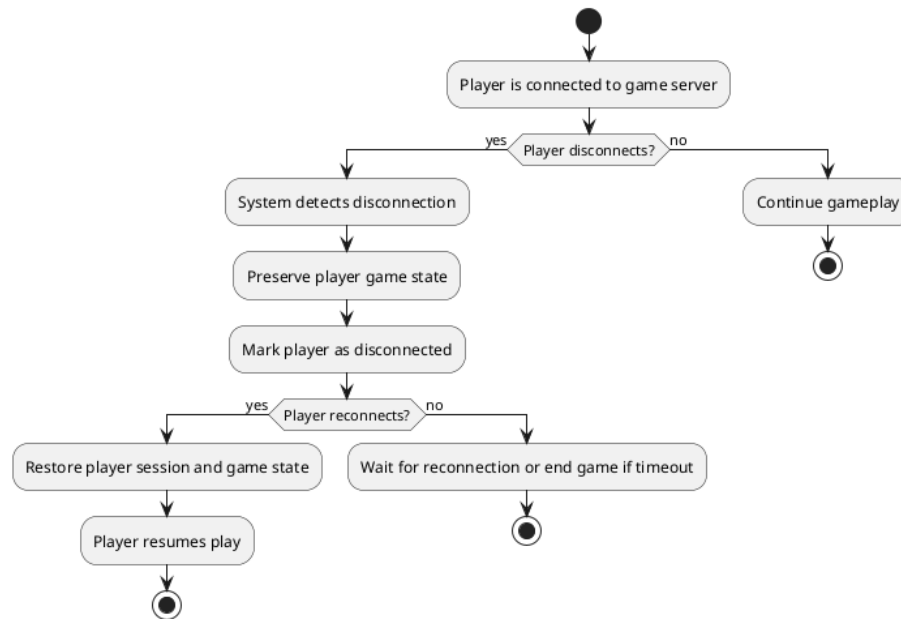 Player is connected to game server
yes
Player disconnects?
no
System detects disconnection
Continue gameplay
Preserve player game state
Mark player as disconnected
yes
Player reconnects?
no
Restore player session and game state
Wait for reconnection or end game if timeout
Player resumes play